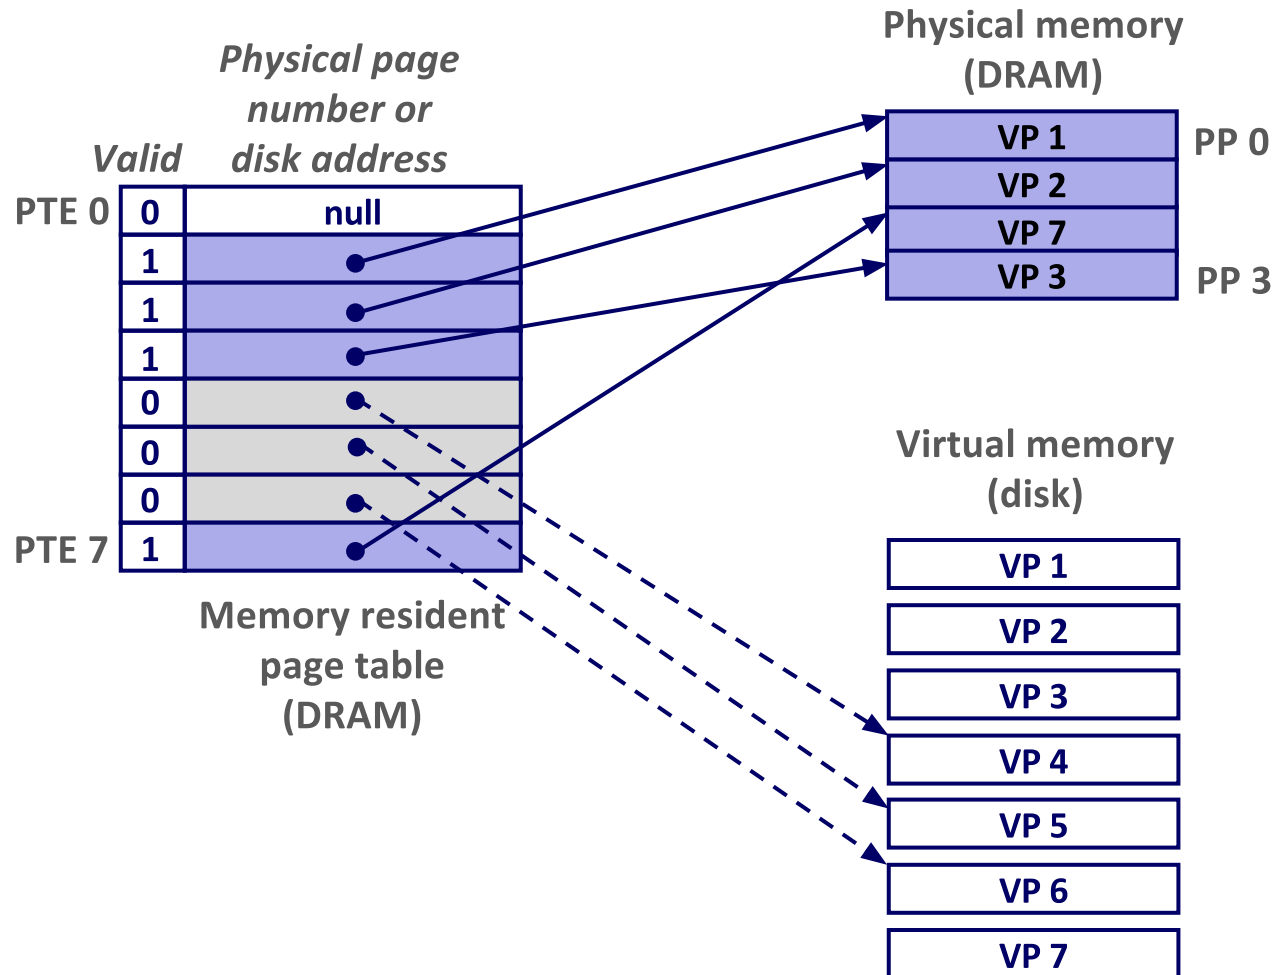 Physical page
number or
disk address
Valid
PTE 0 0 null
1
1
1
0
0
0
PTE 7 1
Memory resident
page table
(DRAM)
Physical memory
(DRAM)
VP 1 PP 0
VP 2
VP 7
VP 3 PP 3
Virtual memory
(disk)
VP 1
VP 2
VP 3
VP 4
VP 5
VP 6
VP 7